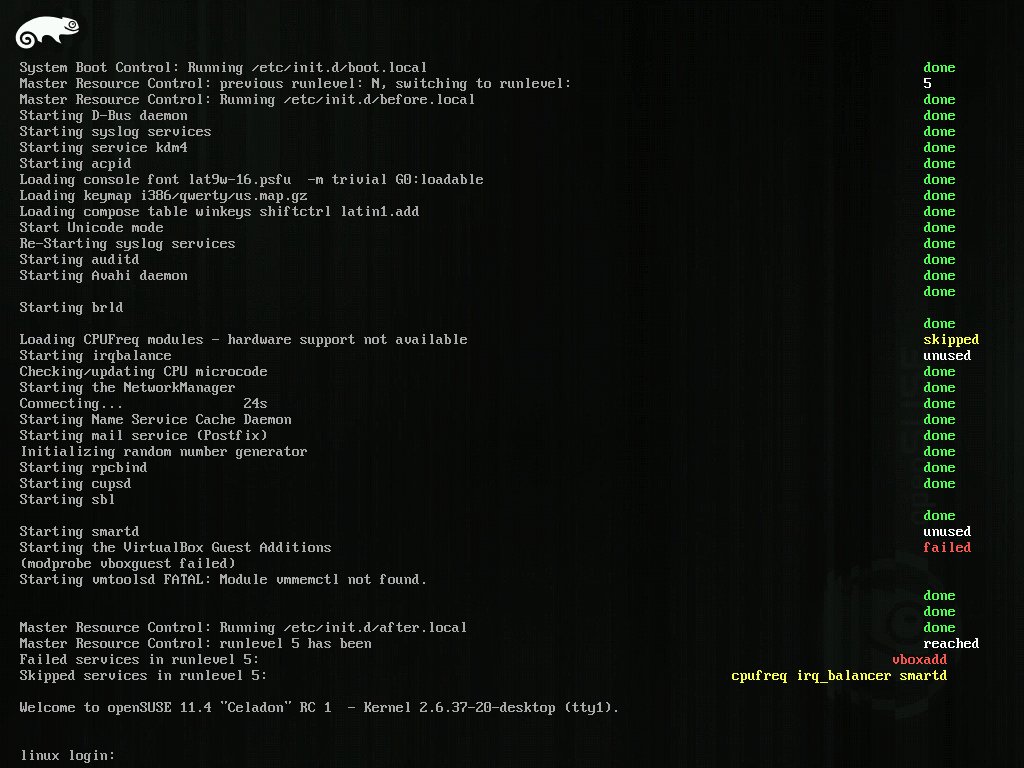 System Boot Control: Running /etc/init.d/boot.local done
Master Resource Control: previous runlevel: N, switching to runlevel: 5
Master Resource Control: Running /etc/init.d/before.local done
Starting D-Bus daemon done
Starting syslog services done
Starting service kdm4 done
Starting acpid done
Loading console font lat9w-16.psfu  -m trivial G0:loadable done
Loading keymap i386/qwerty/us.map.gz done
Loading compose table winkeys shiftctrl latin1.add done
Start Unicode mode done
Re-Starting syslog services done
Starting auditd done
Starting Avahi daemon done
done
Starting brld
done
Loading CPUFreq modules - hardware support not available skipped
Starting irqbalance unused
Checking/updating CPU microcode done
Starting the NetworkManager done
Connecting... 24s done
Starting Name Service Cache Daemon done
Starting mail service (Postfix) done
Initializing random number generator done
Starting rpcbind done
Starting cupsd done
Starting sbl
done
Starting smartd unused
Starting the VirtualBox Guest Additions failed
(modprobe vboxguest failed)
Starting vmtoolsd FATAL: Module vmmemctl not found.
done
done
Master Resource Control: Running /etc/init.d/after.local done
Master Resource Control: runlevel 5 has been reached
Failed services in runlevel 5: vboxadd
Skipped services in runlevel 5: cpufreq irq_balancer smartd
Welcome to openSUSE 11.4 "Celadon" RC 1  - Kernel 2.6.37-20-desktop (tty1).
linux login: